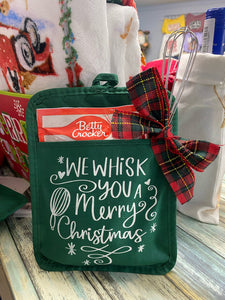 Betty
Crocker
WE WHISK
YOU A
Merry
Christmas